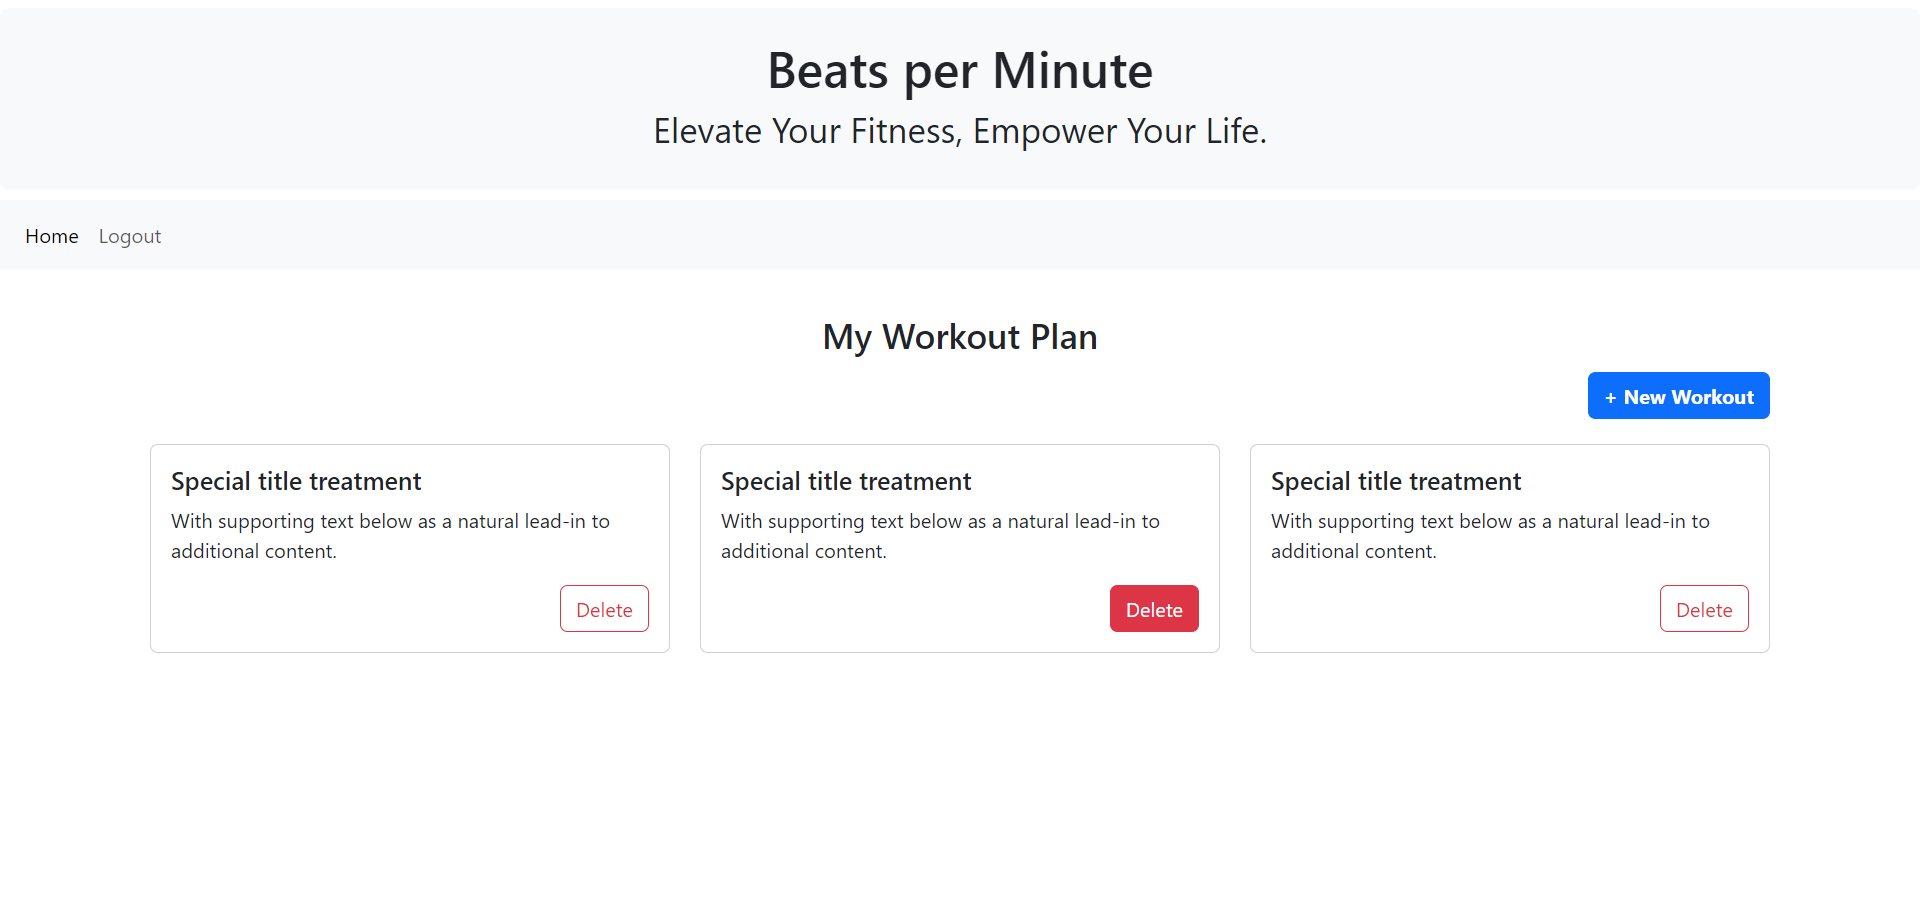 Beats per Minute
Elevate Your Fitness, Empower Your Life.
Home Logout
My Workout Plan
+ New Workout
Special title treatment
With supporting text below as a natural lead-in to
additional content.
Delete
Special title treatment
With supporting text below as a natural lead-in to
additional content.
Delete
Special title treatment
With supporting text below as a natural lead-in to
additional content.
Delete